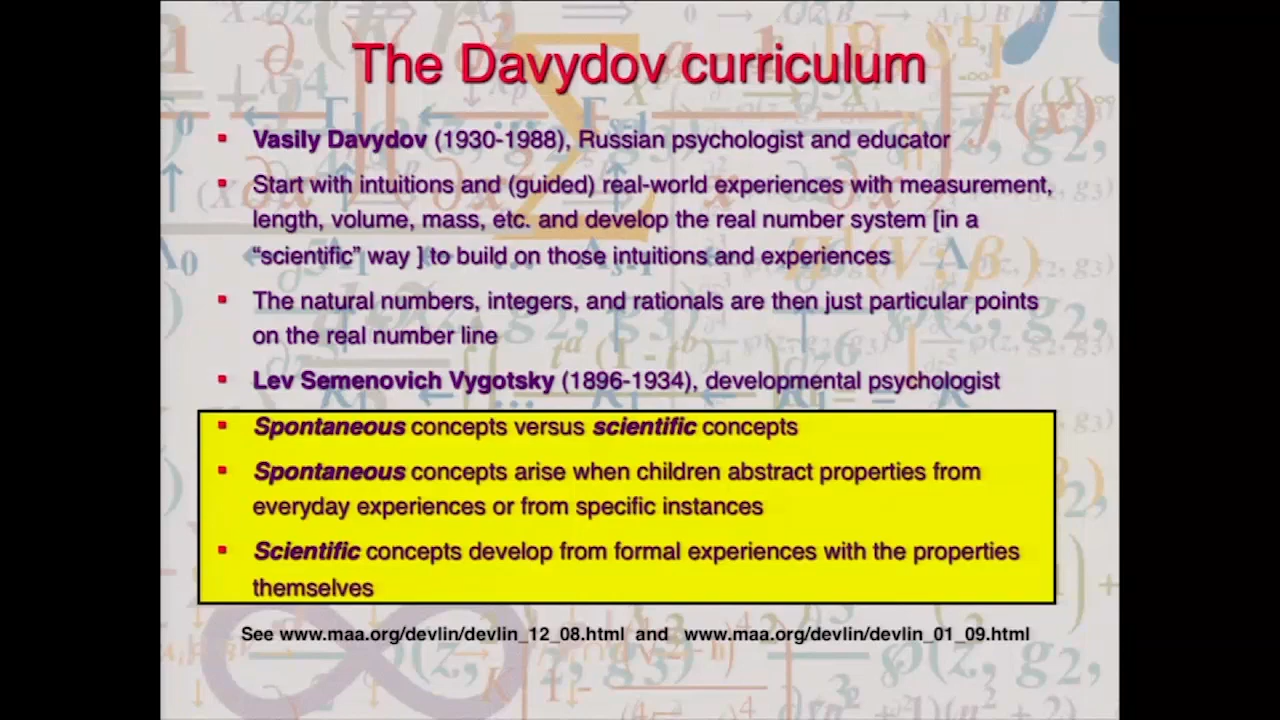 The Davydov curriculum
Vasily Davydov (1930-1988), Russian psychologist and educator
Start with intuitions and (guided) real-world experiences with measurement,
length, volume, mass, etc. and develop the real number system [in a
“scientific” way ] to build on those intuitions and experiences
The natural numbers, integers, and rationals are then just particular points
on the real number line
Lev Semenovich Vygotsky (1896-1934), developmental psychologist
Spontaneous concepts versus scientific concepts
Spontaneous concepts arise when children abstract properties from
everyday experiences or from specific instances
Scientific concepts develop from formal experiences with the properties
themselves
See www.maa.org/devlin/devlin_12_08.html and www.maa.org/devlin/devlin_01_09.html